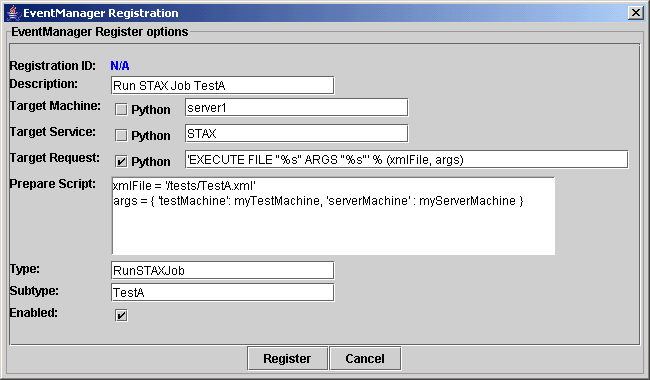 EventManager Registration
EventManager Register options
Registration ID: N/A
Description: Run STAX Job TestA
Target Machine: Python server1
Target Service: Python STAX
Target Request: Python 'EXECUTE FILE "%s" ARGS "%s"' % (xmlFile, args)
Prepare Script: xmlFile = '/tests/TestA.xml'
args = { 'testMachine': myTestMachine, 'serverMachine' : myServerMachine }
Type: RunSTAXJob
Subtype: TestA
Enabled:
Register Cancel